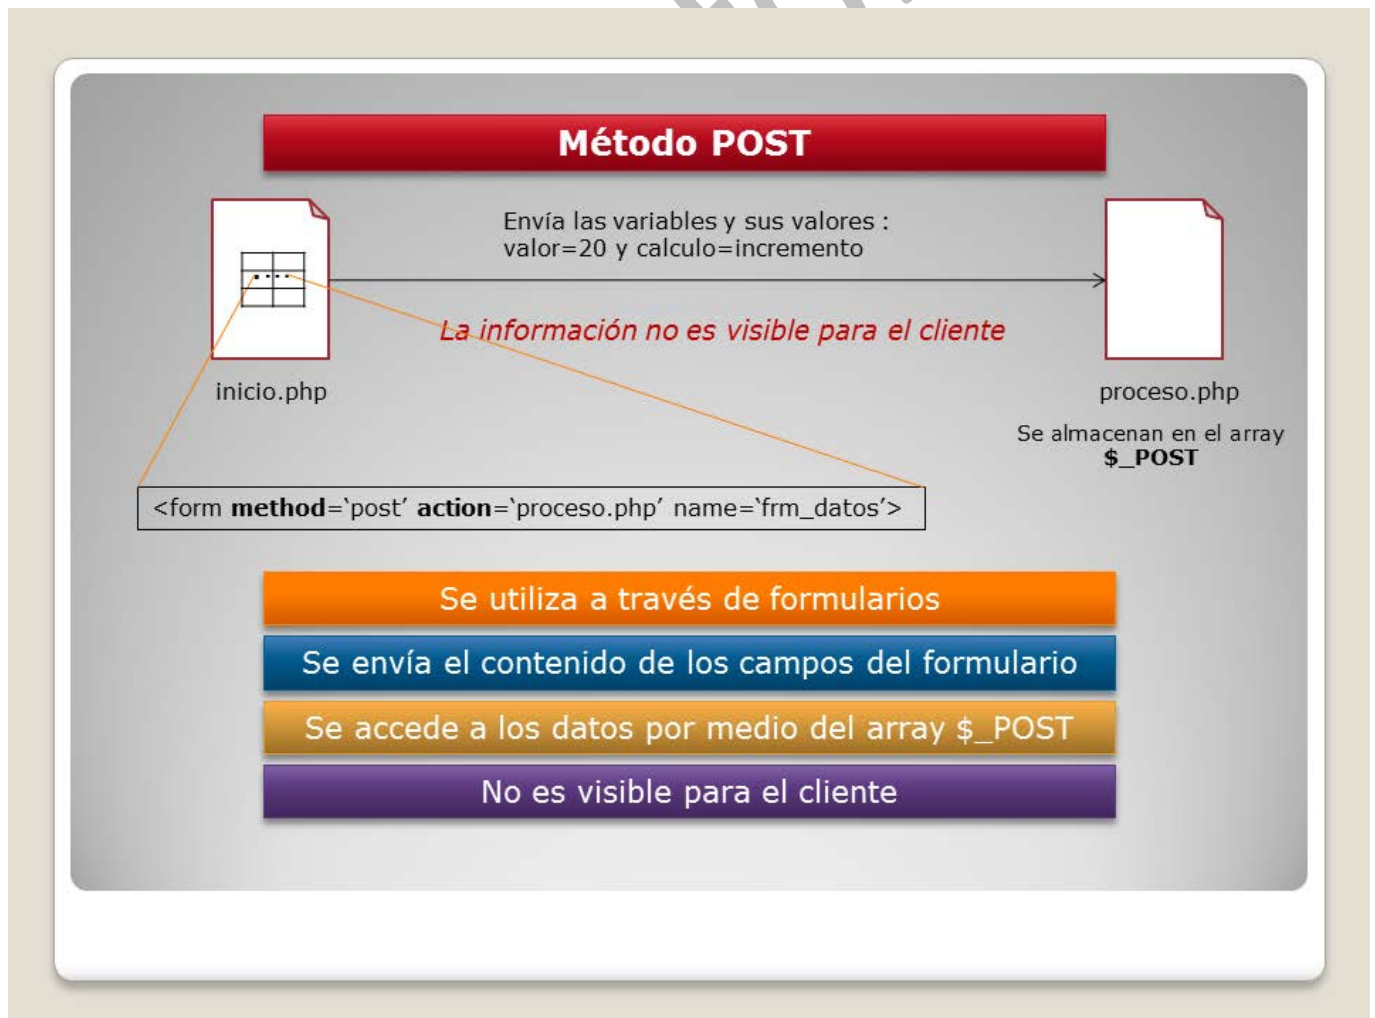 Método POST
Envía las variables y sus valores :
valor=20 y calculo=incremento
La información no es visible para el cliente
inicio.php
proceso.php
Se almacenan en el array
$_POST
<form method=‘post’ action=‘proceso.php’ name=‘frm_datos’>
Se utiliza a través de formularios
Se envía el contenido de los campos del formulario
Se accede a los datos por medio del array $_POST
No es visible para el cliente